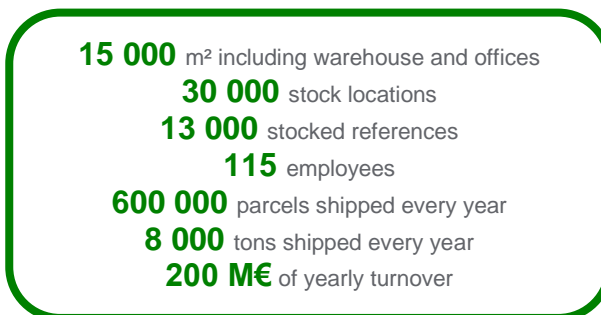 15 000 m² including warehouse and offices
30 000 stock locations
13 000 stocked references
115 employees
600 000 parcels shipped every year
8 000 tons shipped every year
200 M€ of yearly turnover